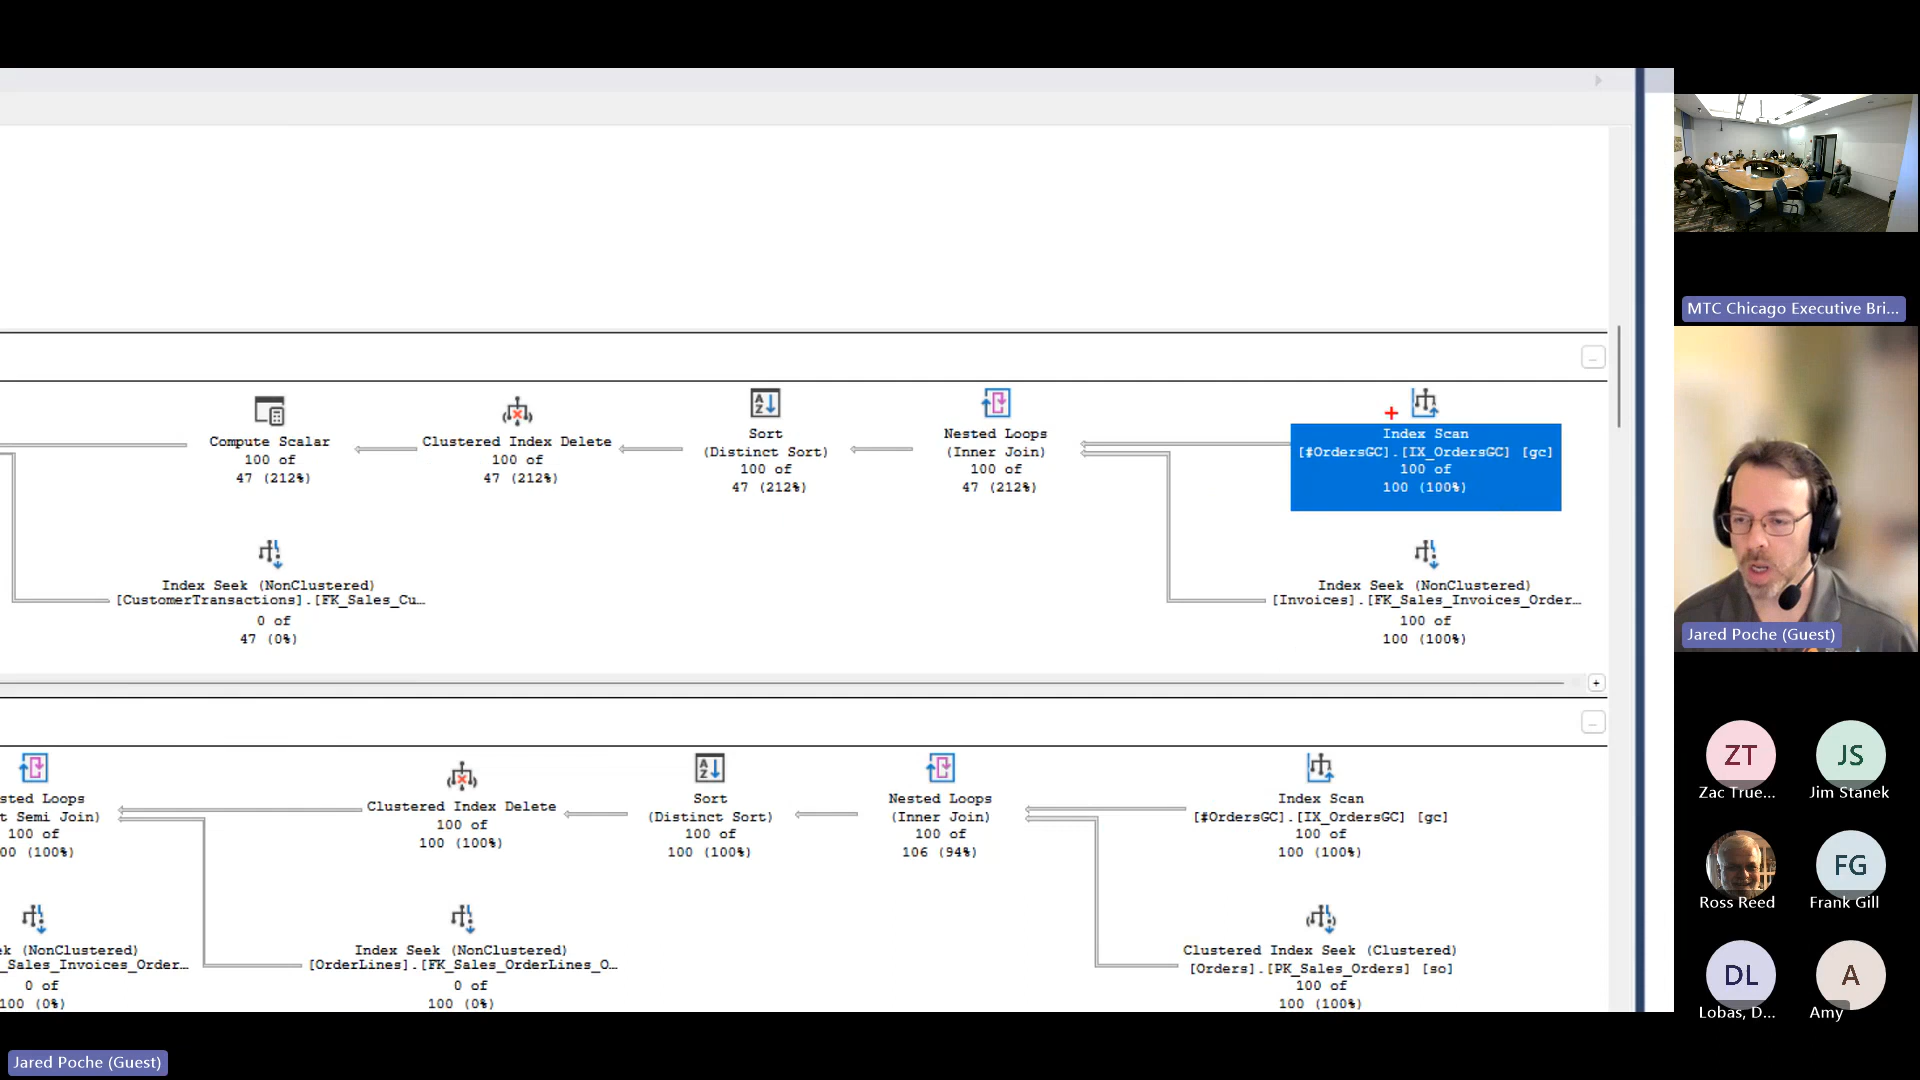 Compute Scalar
100 of
47 (212%)
Clustered Index Delete
100 of
47 (212%)
Sort
(Distinct Sort)
100 of
47 (212%)
Nested Loops
(Inner Join)
100 of
47 (212%)
Index Scan
[#OrdersGC].[IX_OrdersGC] [gc]
100 of
100 (100%)
Index Seek (NonClustered)
[CustomerTransactions].[FK_Sales_Cu...
0 of
47 (0%)
Index Seek (NonClustered)
[Invoices].[FK_Sales_Invoices_Order...
100 of
100 (100%)
sted Loops
t Semi Join)
100 of
00 (100%)
Clustered Index Delete
100 of
100 (100%)
Sort
(Distinct Sort)
100 of
100 (100%)
Nested Loops
(Inner Join)
100 of
106 (94%)
Index Scan
[#OrdersGC].[IX_OrdersGC] [gc]
100 of
100 (100%)
ek (NonClustered)
_Sales_Invoices_Order...
0 of
100 (0%)
Index Seek (NonClustered)
[OrderLines].[FK_Sales_OrderLines_O...
0 of
100 (0%)
Clustered Index Seek (Clustered)
[Orders].[PK_Sales_Orders] [so]
100 of
100 (100%)
MTC Chicago Executive Bri...
Jared Poche (Guest)
ZT
Zac True...
JS
Jim Stanek
Ross Reed
FG
Frank Gill
DL
Lobas, D...
A
Amy
Jared Poche (Guest)